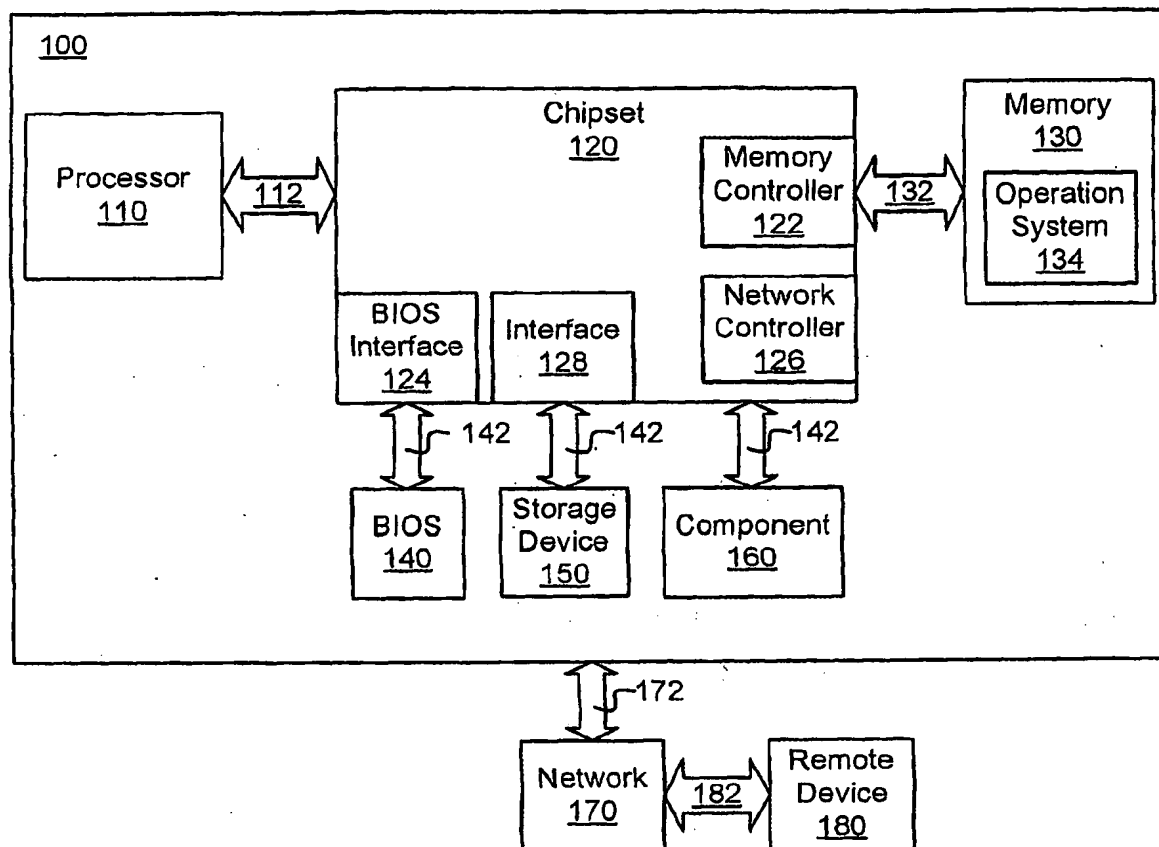 100
Processor
110
112
Chipset
120
Memory
Controller
122
132
Memory
130
Operation
System
134
BIOS
Interface
124
Interface
128
Network
Controller
126
142
142
142
BIOS
140
Storage
Device
150
Component
160
172
Network
170
182
Remote
Device
180